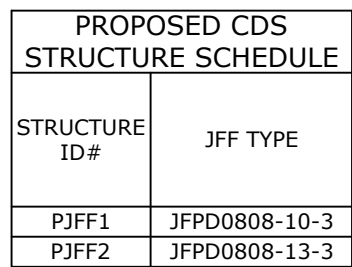 PROPOSED CDS
STRUCTURE SCHEDULE
STRUCTURE
ID#
JFF TYPE
PJFF1 JFPD0808-10-3
PJFF2 JFPD0808-13-3